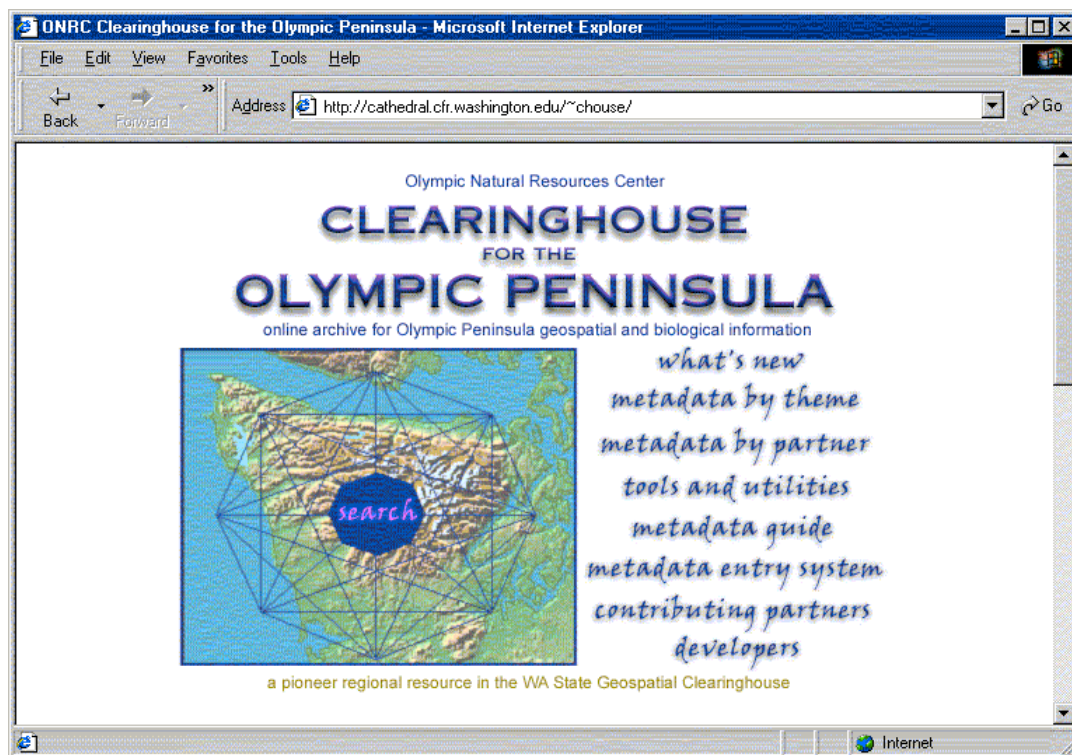 ONRC Clearinghouse for the Olympic Peninsula - Microsoft Internet Explorer
File Edit View Favorites Tools Help
Back Forward » Address http://cathedral.cfr.washington.edu/~chouse/ Go
Olympic Natural Resources Center
CLEARINGHOUSE
FOR THE
OLYMPIC PENINSULA
online archive for Olympic Peninsula geospatial and biological information
what's new
metadata by theme
metadata by partner
tools and utilities
search
metadata guide
metadata entry system
contributing partners
developers
a pioneer regional resource in the WA State Geospatial Clearinghouse
Internet